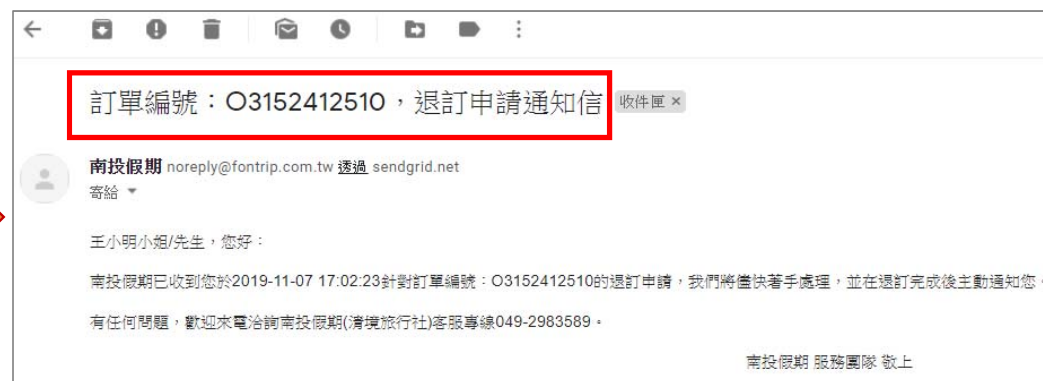 訂單編號：O3152412510，退訂申請通知信 收件匣 ×
南投假期 noreply@fontrip.com.tw 透過 sendgrid.net
寄給
王小明小姐/先生，您好：
南投假期已收到您於2019-11-07 17:02:23針對訂單編號：O3152412510的退訂申請，我們將儘快著手處理，並在退訂完成後主動通知您。
有任何問題，歡迎來電洽詢南投假期(清境旅行社)客服專線049-2983589。
南投假期 服務團隊 敬上